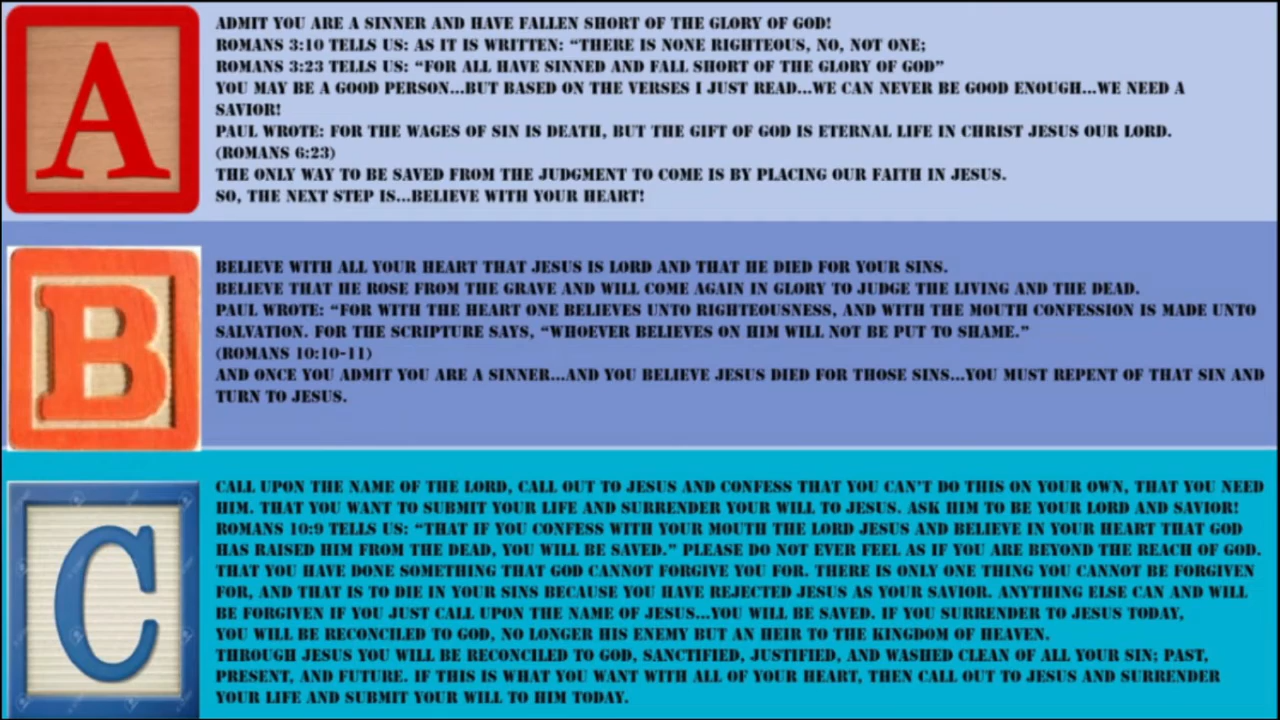 A
ADMIT YOU ARE A SINNER AND HAVE FALLEN SHORT OF THE GLORY OF GOD!
ROMANS 3:10 TELLS US: AS IT IS WRITTEN: “THERE IS NONE RIGHTEOUS, NO, NOT ONE;
ROMANS 3:23 TELLS US: “FOR ALL HAVE SINNED AND FALL SHORT OF THE GLORY OF GOD”
YOU MAY BE A GOOD PERSON...BUT BASED ON THE VERSES I JUST READ...WE CAN NEVER BE GOOD ENOUGH...WE NEED A
SAVIOR!
PAUL WROTE: FOR THE WAGES OF SIN IS DEATH, BUT THE GIFT OF GOD IS ETERNAL LIFE IN CHRIST JESUS OUR LORD.
(ROMANS 6:23)
THE ONLY WAY TO BE SAVED FROM THE JUDGMENT TO COME IS BY PLACING OUR FAITH IN JESUS.
SO, THE NEXT STEP IS...BELIEVE WITH YOUR HEART!
B
BELIEVE WITH ALL YOUR HEART THAT JESUS IS LORD AND THAT HE DIED FOR YOUR SINS.
BELIEVE THAT HE ROSE FROM THE GRAVE AND WILL COME AGAIN IN GLORY TO JUDGE THE LIVING AND THE DEAD.
PAUL WROTE: “FOR WITH THE HEART ONE BELIEVES UNTO RIGHTEOUSNESS, AND WITH THE MOUTH CONFESSION IS MADE UNTO
SALVATION. FOR THE SCRIPTURE SAYS, “WHOEVER BELIEVES ON HIM WILL NOT BE PUT TO SHAME.”
(ROMANS 10:10-11)
AND ONCE YOU ADMIT YOU ARE A SINNER...AND YOU BELIEVE JESUS DIED FOR THOSE SINS...YOU MUST REPENT OF THAT SIN AND
TURN TO JESUS.
C
CALL UPON THE NAME OF THE LORD, CALL OUT TO JESUS AND CONFESS THAT YOU CAN’T DO THIS ON YOUR OWN, THAT YOU NEED
HIM. THAT YOU WANT TO SUBMIT YOUR LIFE AND SURRENDER YOUR WILL TO JESUS. ASK HIM TO BE YOUR LORD AND SAVIOR!
ROMANS 10:9 TELLS US: “THAT IF YOU CONFESS WITH YOUR MOUTH THE LORD JESUS AND BELIEVE IN YOUR HEART THAT GOD
HAS RAISED HIM FROM THE DEAD, YOU WILL BE SAVED.” PLEASE DO NOT EVER FEEL AS IF YOU ARE BEYOND THE REACH OF GOD.
THAT YOU HAVE DONE SOMETHING THAT GOD CANNOT FORGIVE YOU FOR. THERE IS ONLY ONE THING YOU CANNOT BE FORGIVEN
FOR, AND THAT IS TO DIE IN YOUR SINS BECAUSE YOU HAVE REJECTED JESUS AS YOUR SAVIOR. ANYTHING ELSE CAN AND WILL
BE FORGIVEN IF YOU JUST CALL UPON THE NAME OF JESUS...YOU WILL BE SAVED. IF YOU SURRENDER TO JESUS TODAY,
YOU WILL BE RECONCILED TO GOD, NO LONGER HIS ENEMY BUT AN HEIR TO THE KINGDOM OF HEAVEN.
THROUGH JESUS YOU WILL BE RECONCILED TO GOD, SANCTIFIED, JUSTIFIED, AND WASHED CLEAN OF ALL YOUR SIN; PAST,
PRESENT, AND FUTURE. IF THIS IS WHAT YOU WANT WITH ALL OF YOUR HEART, THEN CALL OUT TO JESUS AND SURRENDER
YOUR LIFE AND SUBMIT YOUR WILL TO HIM TODAY.